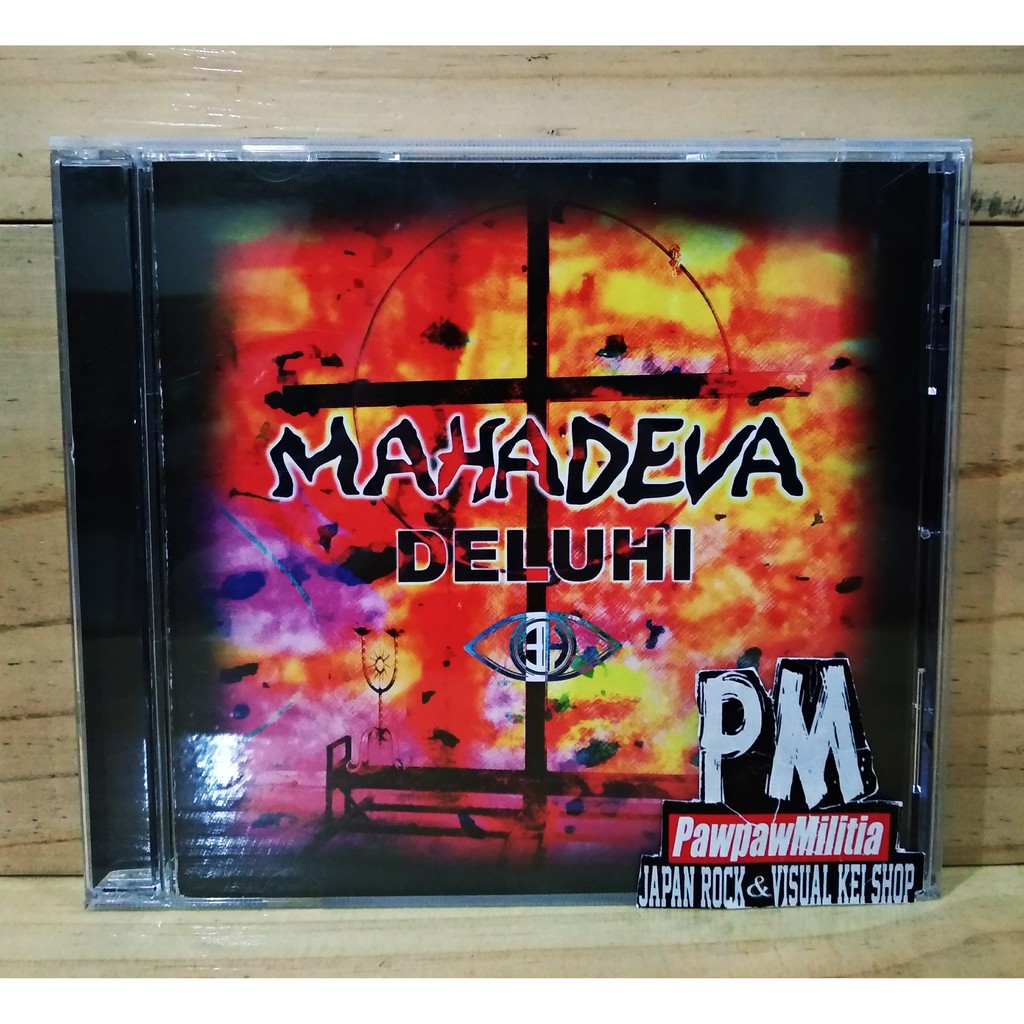 MAHADEVA
DELUHI
PM
PawpawMilitia
JAPAN ROCK & VISUAL KEI SHOP